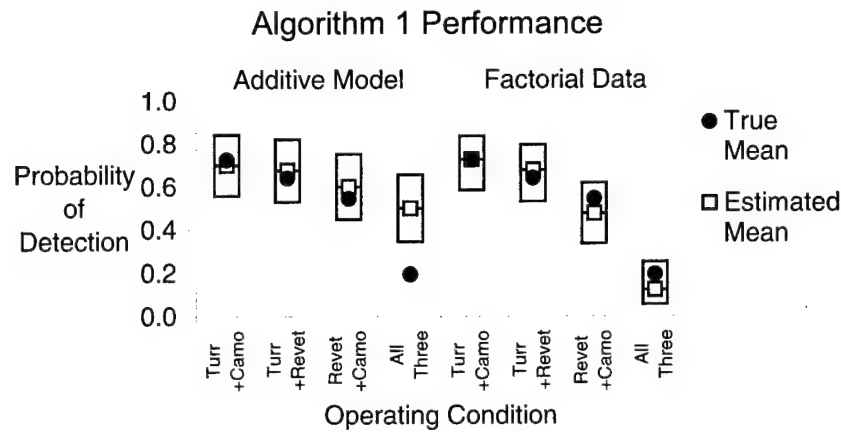 Algorithm 1 Performance
Additive Model
Factorial Data
1.0
0.8
0.6
0.4
0.2
0.0
Probability
of
Detection
True
Mean
Estimated
Mean
Turr
+Camo
Turr
+Revet
Revet
+Camo
All
Three
Turr
+Camo
Turr
+Revet
Revet
+Camo
All
Three
Operating Condition